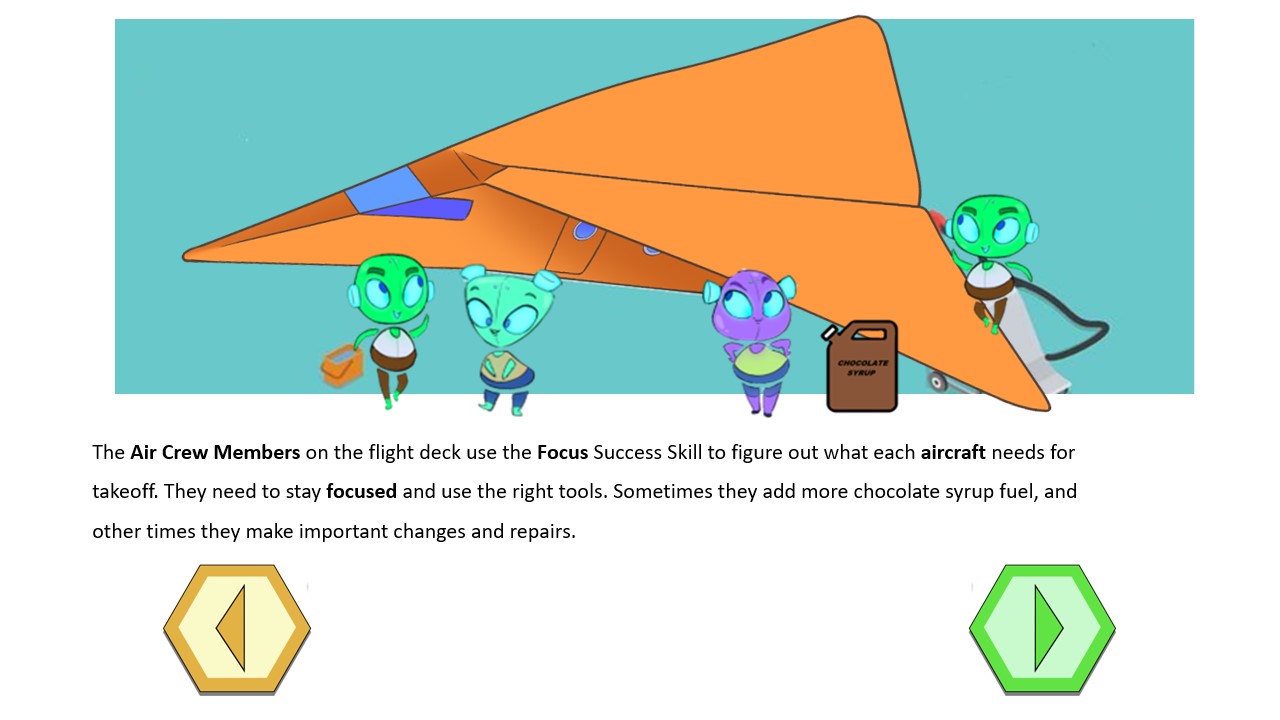 CHOCOLATE
SYRUP
The Air Crew Members on the flight deck use the Focus Success Skill to figure out what each aircraft needs for
takeoff. They need to stay focused and use the right tools. Sometimes they add more chocolate syrup fuel, and
other times they make important changes and repairs.